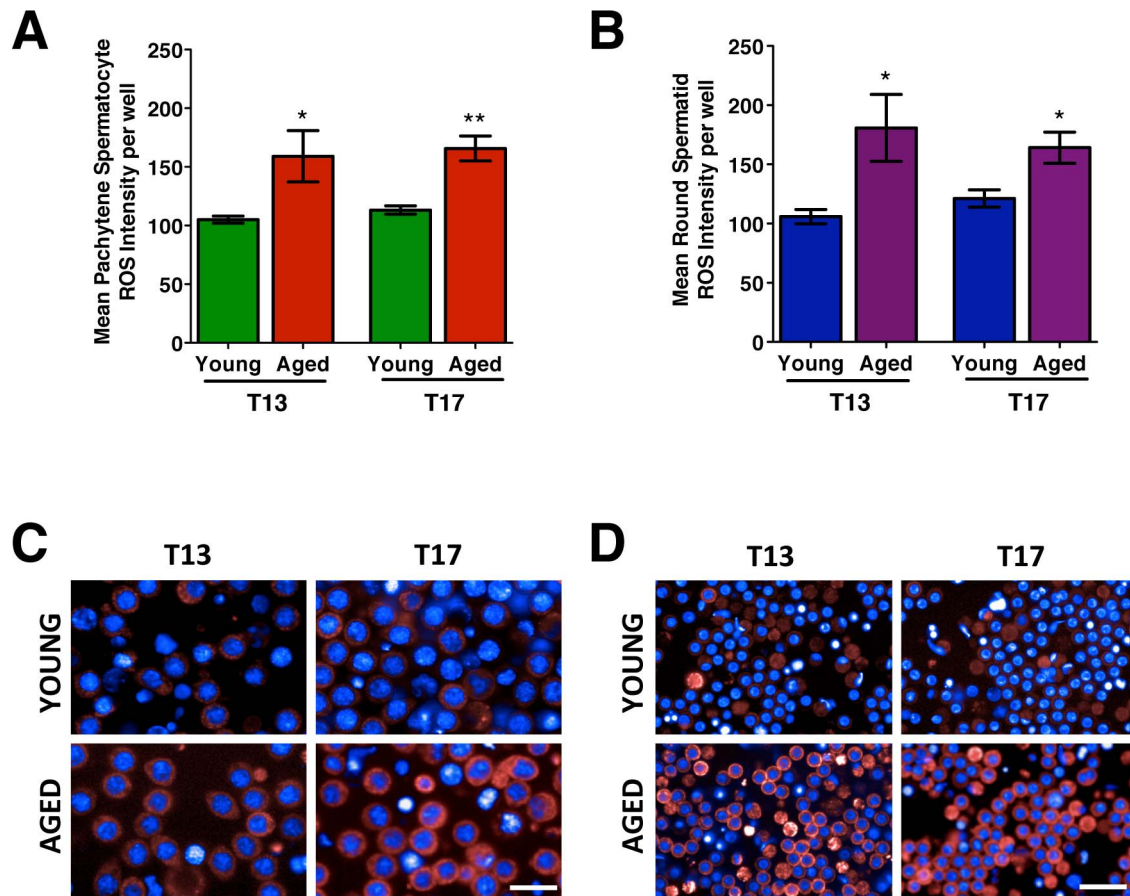 A
Mean Pachytene Spermatocyte
ROS Intensity per well
250
200
150
100
50
0
*
**
Young Aged Young Aged
T13 T17
B
Mean Round Spermatid
ROS Intensity per well
250
200
150
100
50
0
*
*
Young Aged Young Aged
T13 T17
C
T13 T17
YOUNG
AGED
D
T13 T17
YOUNG
AGED